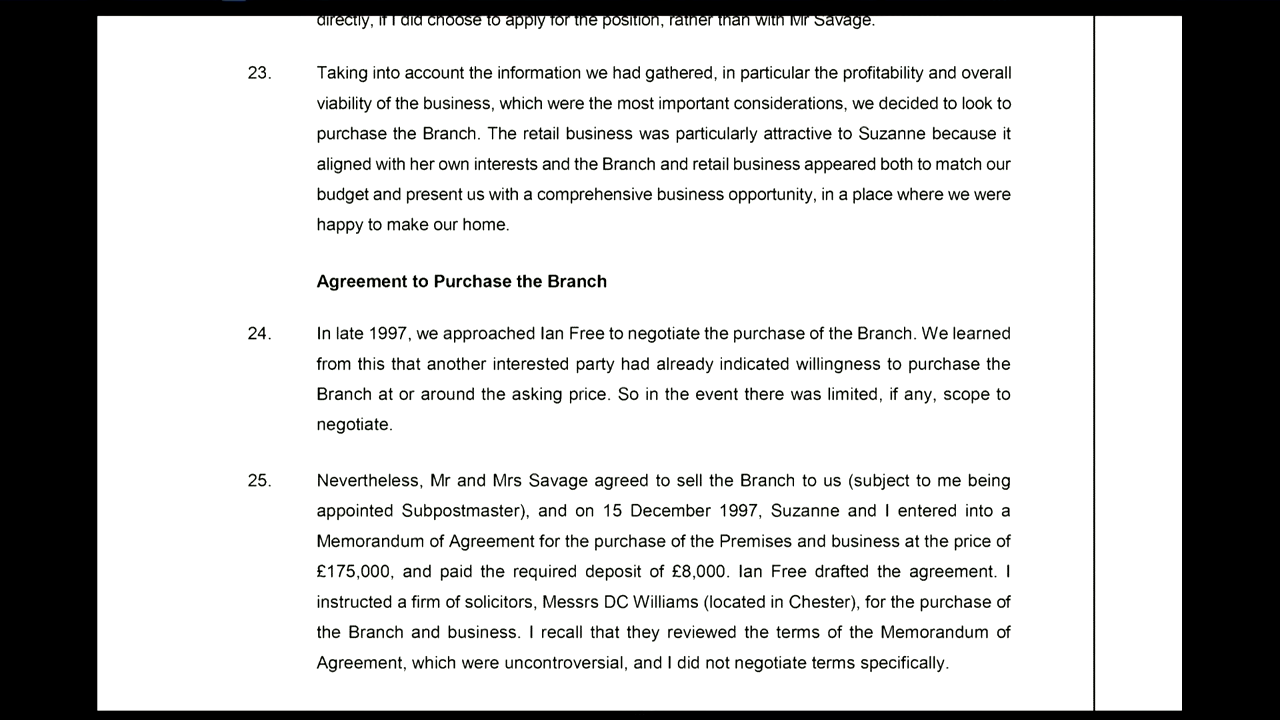 directly, if I did choose to apply for the position, rather than with Mr Savage.
23. Taking into account the information we had gathered, in particular the profitability and overall
viability of the business, which were the most important considerations, we decided to look to
purchase the Branch. The retail business was particularly attractive to Suzanne because it
aligned with her own interests and the Branch and retail business appeared both to match our
budget and present us with a comprehensive business opportunity, in a place where we were
happy to make our home.
Agreement to Purchase the Branch
24. In late 1997, we approached Ian Free to negotiate the purchase of the Branch. We learned
from this that another interested party had already indicated willingness to purchase the
Branch at or around the asking price. So in the event there was limited, if any, scope to
negotiate.
25. Nevertheless, Mr and Mrs Savage agreed to sell the Branch to us (subject to me being
appointed Subpostmaster), and on 15 December 1997, Suzanne and I entered into a
Memorandum of Agreement for the purchase of the Premises and business at the price of
£175,000, and paid the required deposit of £8,000. Ian Free drafted the agreement. I
instructed a firm of solicitors, Messrs DC Williams (located in Chester), for the purchase of
the Branch and business. I recall that they reviewed the terms of the Memorandum of
Agreement, which were uncontroversial, and I did not negotiate terms specifically.